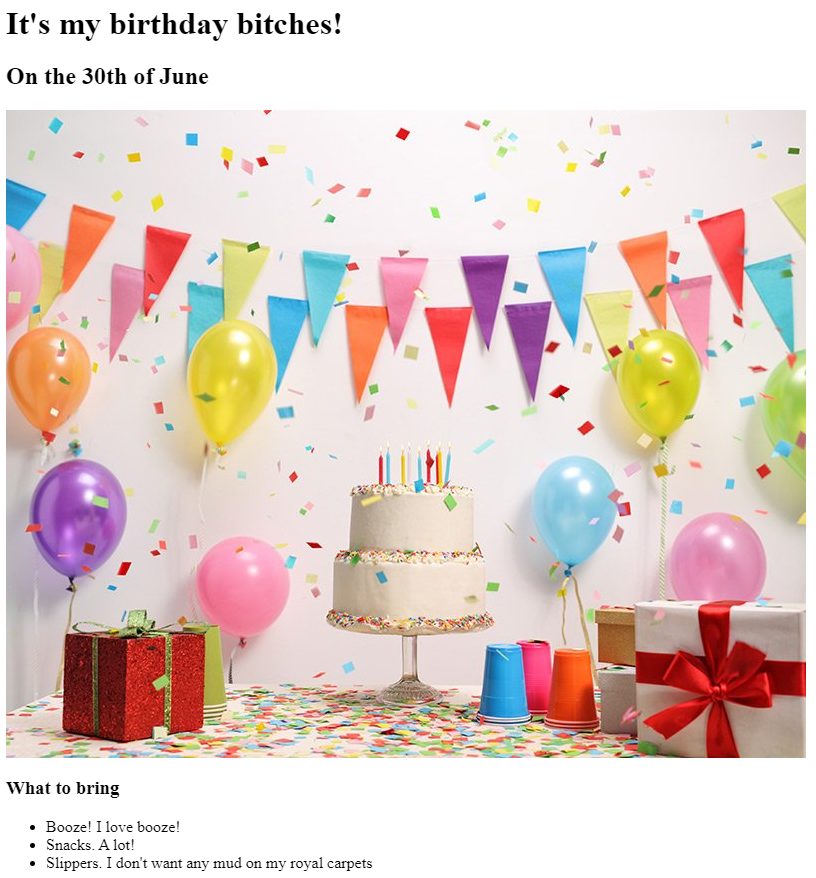 It's my birthday bitches!
On the 30th of June
What to bring
Booze! I love booze!
Snacks. A lot!
Slippers. I don't want any mud on my royal carpets